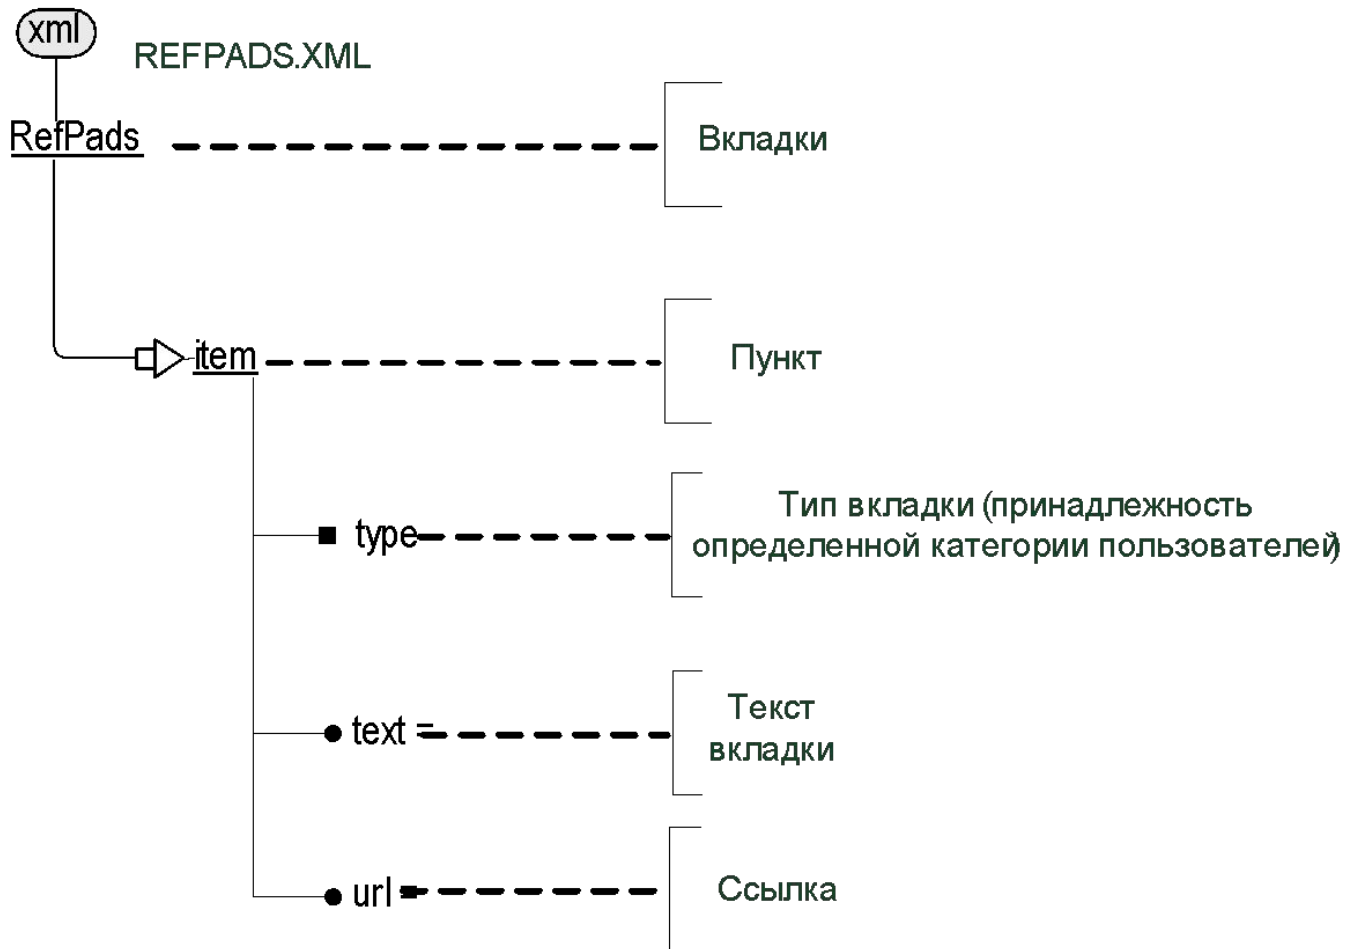 xml
REFPADS.XML
RefPads
Вкладки
item
Пункт
type
Тип вкладки (принадлежность
определенной категории пользователей)
text =
Текст
вкладки
url =
Ссылка